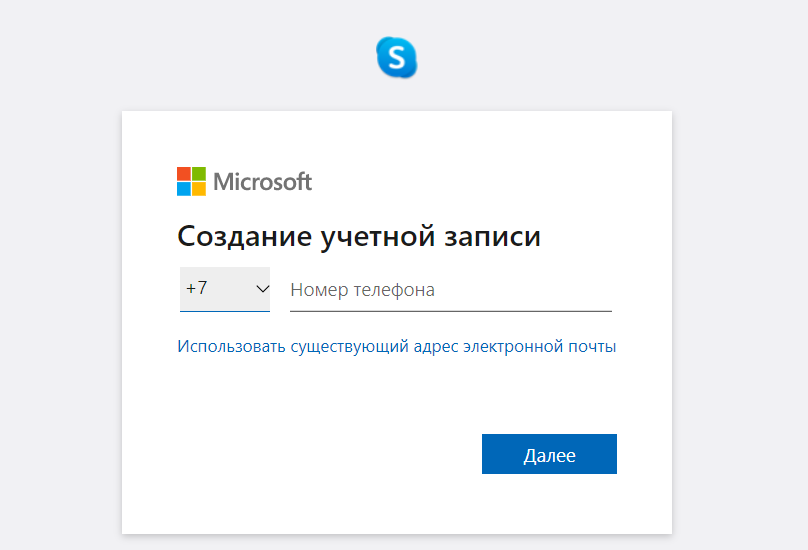 S
Microsoft
Создание учетной записи
+7 Номер телефона
Использовать существующий адрес электронной почты
Далее